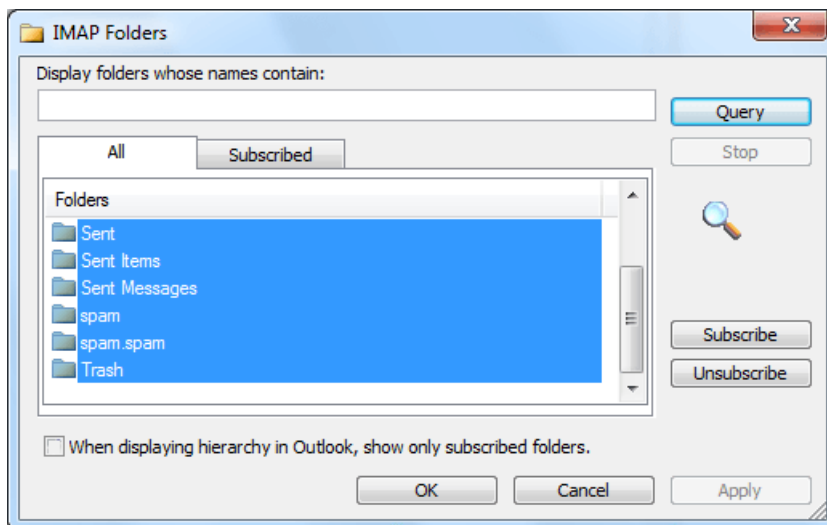 IMAP Folders
Display folders whose names contain:
Query
All
Subscribed
Stop
Folders
Sent
Sent Items
Sent Messages
spam
spam.spam
Trash
Subscribe
Unsubscribe
When displaying hierarchy in Outlook, show only subscribed folders.
OK
Cancel
Apply